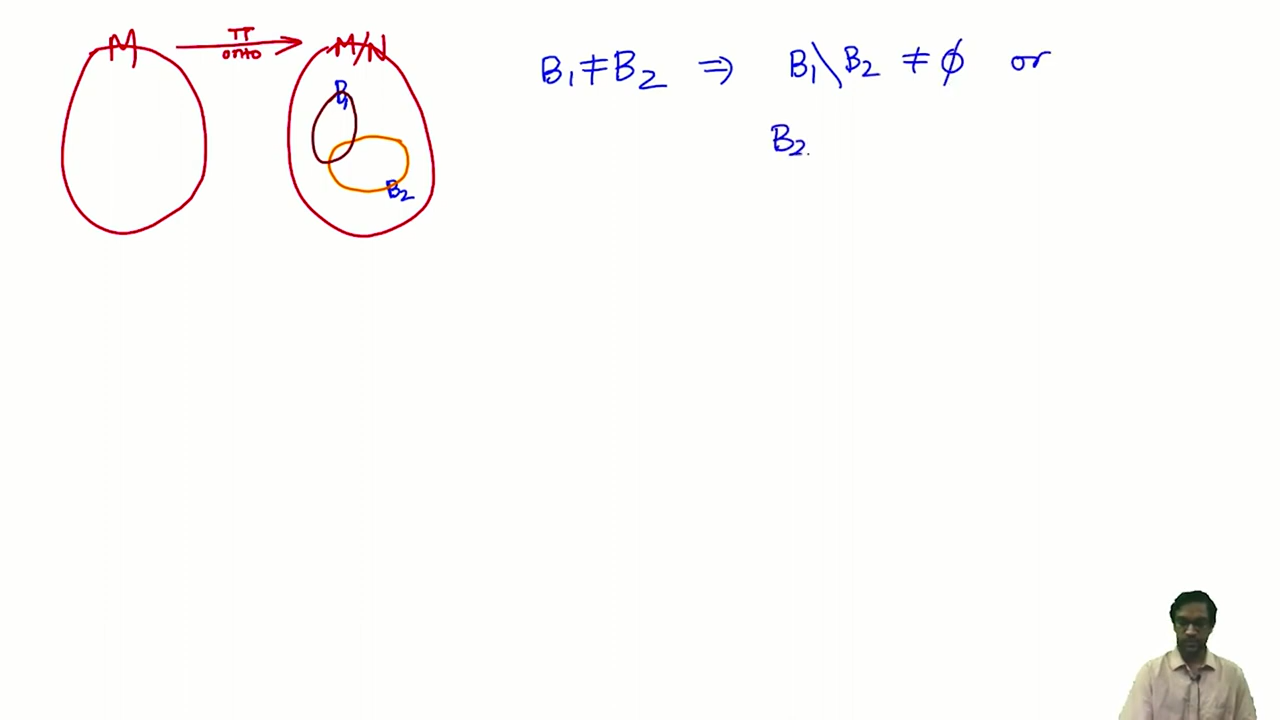 M π onto M/N
B₁ ≠ B₂ ⇒ B₁\B₂ ≠ ϕ or
B₁
B₂.
B₂